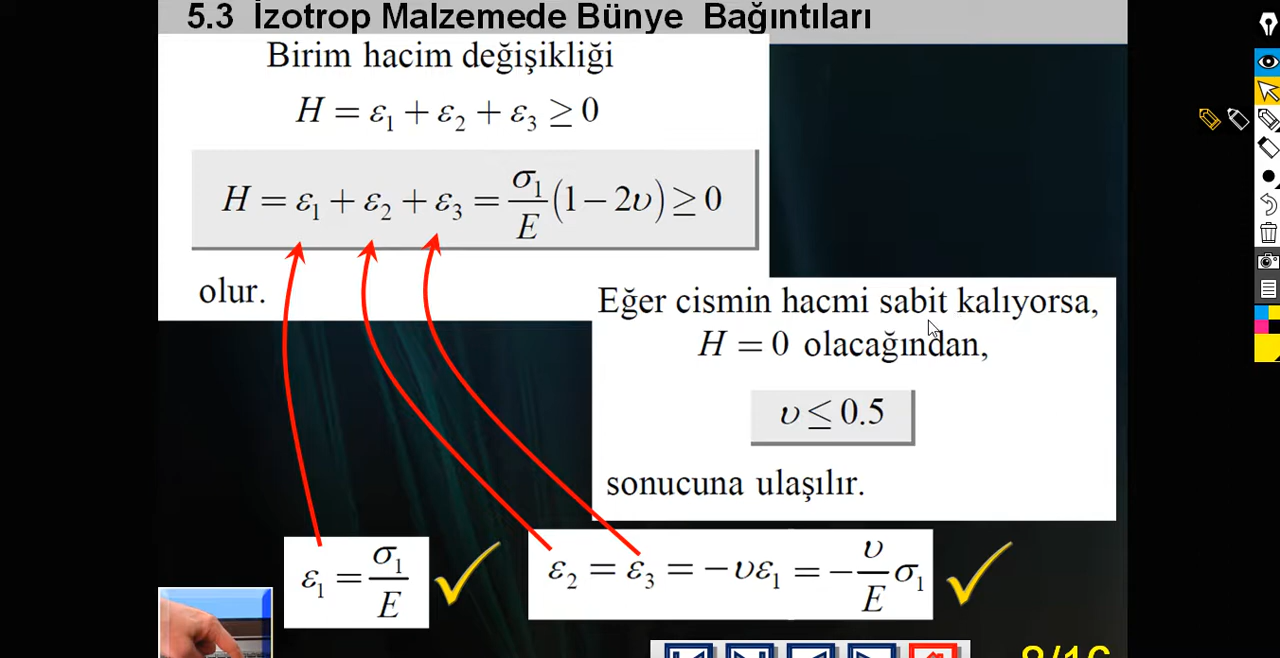 5.3 İzotrop Malzemede Bünye Bağıntıları
Birim hacim değişikliği
H = ε₁ + ε₂ + ε₃ ≥ 0
H = ε₁ + ε₂ + ε₃ = σ₁/E (1 − 2υ) ≥ 0
olur.
Eğer cismin hacmi sabit kalıyorsa,
H = 0 olacağından,
υ ≤ 0.5
sonucuna ulaşılır.
ε₁ = σ₁/E
ε₂ = ε₃ = −υε₁ = −υ/E σ₁
8/16